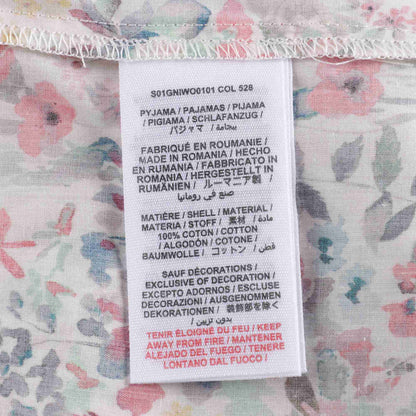 S01GNIWO0101 COL 528
PYJAMA / PAJAMAS / PIJAMA
/ PIGIAMA / SCHLAFANZUG /
パジャマ / بيجامة
FABRIQUÉ EN ROUMANIE /
MADE IN ROMANIA / HECHO
EN RUMANIA / FABBRICATO IN
ROMANIA / HERGESTELLT IN
RUMÄNIEN / ルーマニア製 /
صنع في رومانيا
MATIÈRE / SHELL / MATERIAL /
MATERIA / STOFF / 素材 / مادة
100% COTON / COTTON
/ ALGODÓN / COTONE /
BAUMWOLLE / コットン / قطن
SAUF DÉCORATIONS /
EXCLUSIVE OF DECORATION /
EXCEPTO ADORNOS / ESCLUSE
DECORAZIONI / AUSGENOMMEN
DEKORATIONEN / 装飾部を除く /
بدون تزيين
TENIR ÉLOIGNÉ DU FEU / KEEP
AWAY FROM FIRE / MANTENER
ALEJADO DEL FUEGO / TENERE
LONTANO DAL FUOCO /